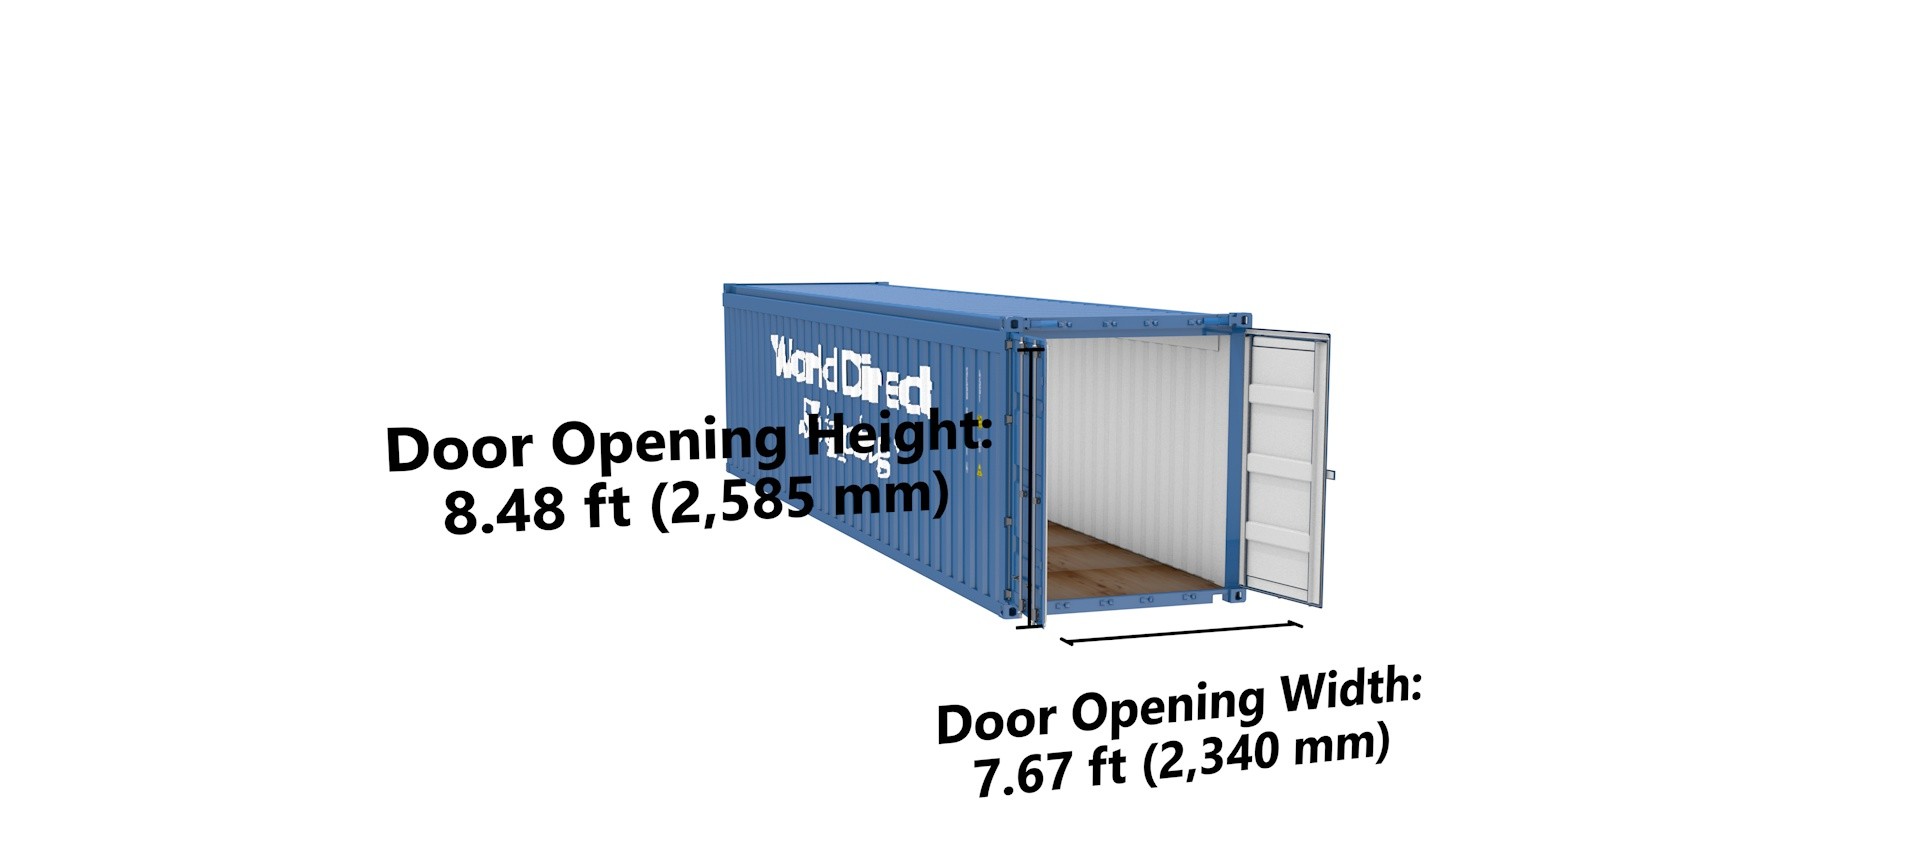 World Direct
Shipping
Door Opening Height:
8.48 ft (2,585 mm)
Door Opening Width:
7.67 ft (2,340 mm)